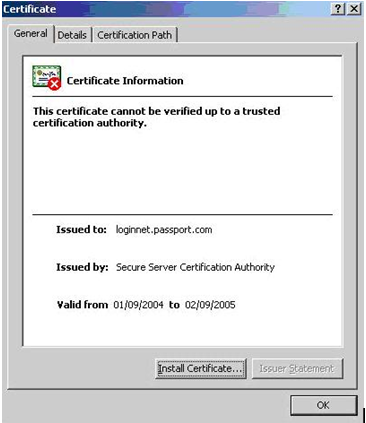 Certificate
General Details Certification Path
Certificate Information
This certificate cannot be verified up to a trusted
certification authority.
Issued to: loginnet.passport.com
Issued by: Secure Server Certification Authority
Valid from 01/09/2004 to 02/09/2005
Install Certificate... Issuer Statement
OK